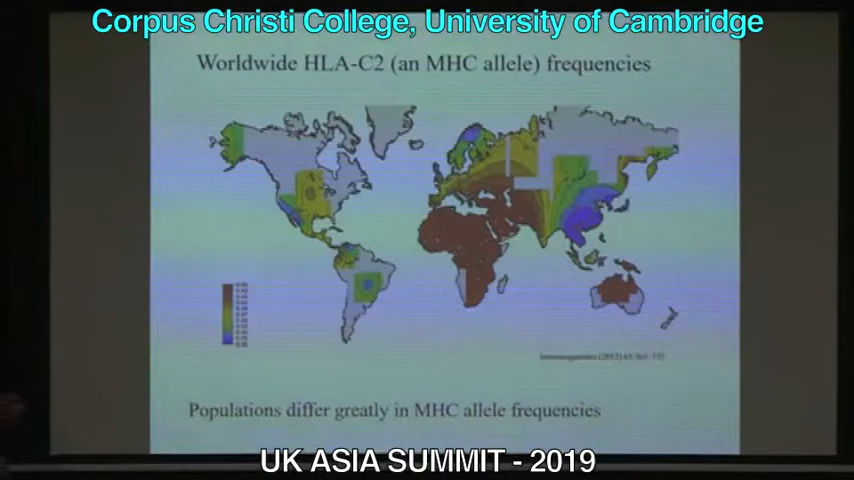 Corpus Christi College, University of Cambridge
Worldwide HLA-C2 (an MHC allele) frequencies
Populations differ greatly in MHC allele frequencies
UK ASIA SUMMIT - 2019